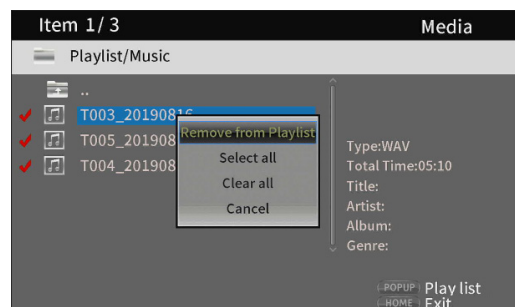 Item 1/3 Media
Playlist/Music
..
T003_20190816
T005_201908
T004_201908
Remove from Playlist
Select all
Clear all
Cancel
Type:WAV
Total Time:05:10
Title:
Artist:
Album:
Genre:
POPUP Play list
HOME Exit